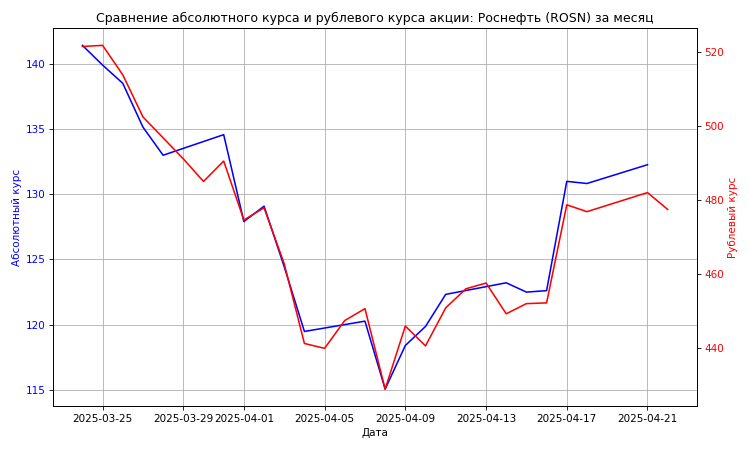 Сравнение абсолютного курса и рублевого курса акции: Роснефть (ROSN) за месяц
Абсолютный курс
140
135
130
125
120
115
520
500
480
460
440
Рублевый курс
2025-03-25 2025-03-29 2025-04-01 2025-04-05 2025-04-09 2025-04-13 2025-04-17 2025-04-21
Дата